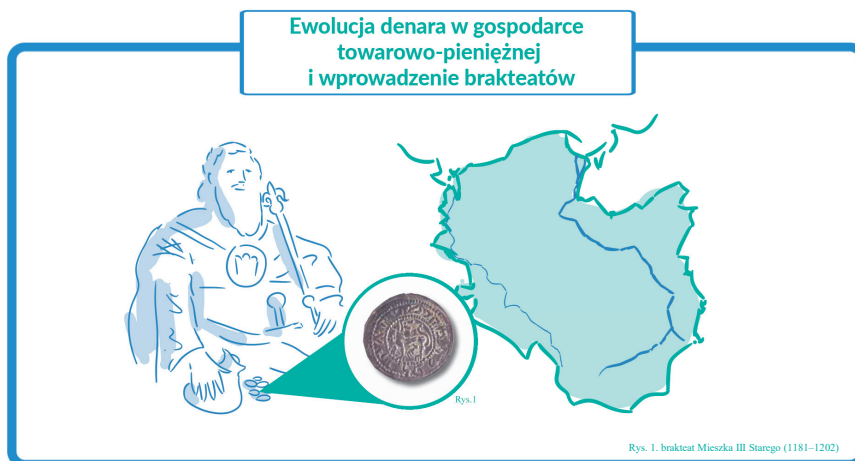 Ewolucja denara w gospodarce
towarowo-pieniężnej
i wprowadzenie brakteatów
Rys.1
Rys. 1. brakteat Mieszka III Starego (1181–1202)